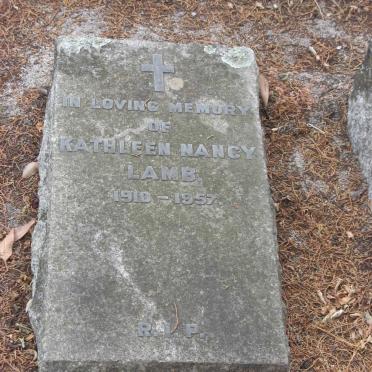 IN LOVING MEMORY
OF
KATHLEEN NANCY
LAMB
1910 - 1957.
R.I.P.